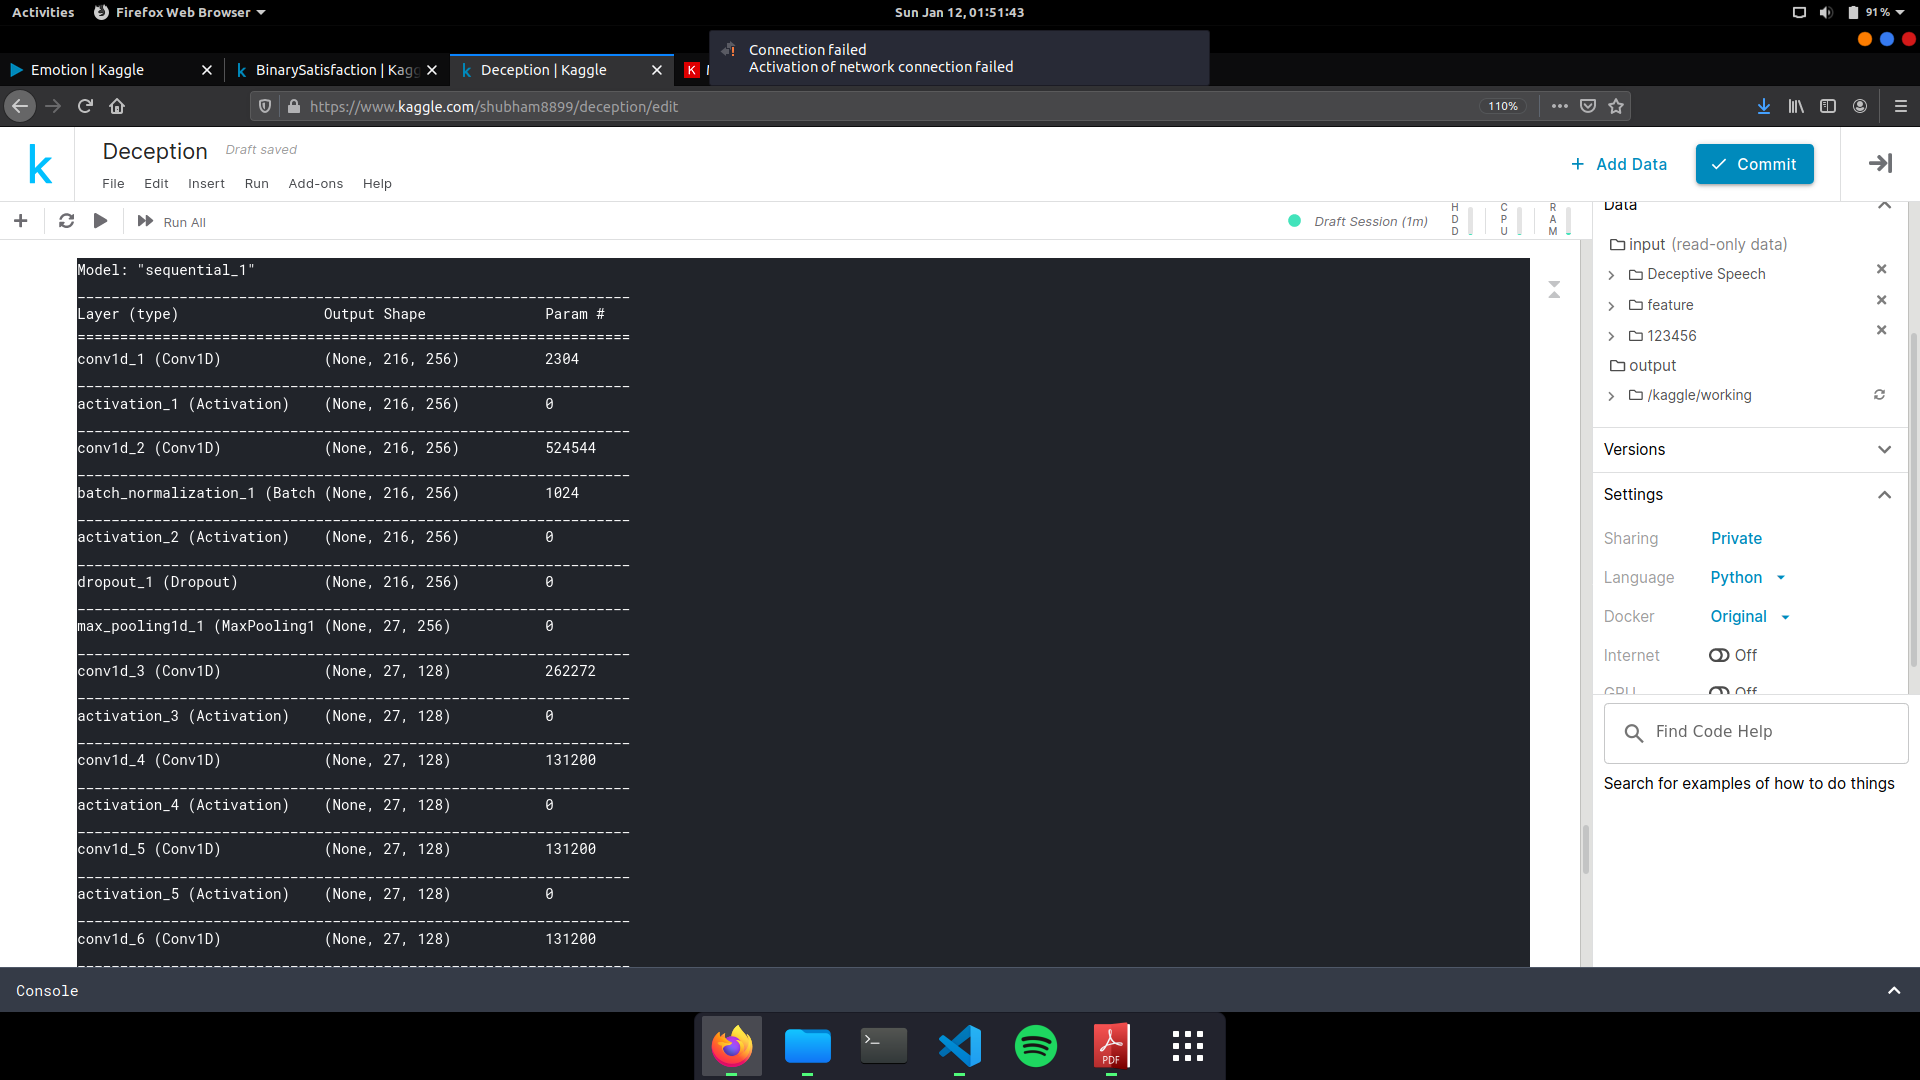 Activities Firefox Web Browser Sun Jan 12, 01:51:43 91%
Connection failed
Activation of network connection failed
Emotion | Kaggle BinarySatisfaction | Kagg Deception | Kaggle K
https://www.kaggle.com/shubham8899/deception/edit 110%
k Deception Draft saved
File Edit Insert Run Add-ons Help
+ Add Data Commit
Run All Draft Session (1m) HDD CPU RAM
Model: "sequential_1"
_________________________________________________________________
Layer (type) Output Shape Param #
=================================================================
conv1d_1 (Conv1D) (None, 216, 256) 2304
_________________________________________________________________
activation_1 (Activation) (None, 216, 256) 0
_________________________________________________________________
conv1d_2 (Conv1D) (None, 216, 256) 524544
_________________________________________________________________
batch_normalization_1 (Batch (None, 216, 256) 1024
_________________________________________________________________
activation_2 (Activation) (None, 216, 256) 0
_________________________________________________________________
dropout_1 (Dropout) (None, 216, 256) 0
_________________________________________________________________
max_pooling1d_1 (MaxPooling1 (None, 27, 256) 0
_________________________________________________________________
conv1d_3 (Conv1D) (None, 27, 128) 262272
_________________________________________________________________
activation_3 (Activation) (None, 27, 128) 0
_________________________________________________________________
conv1d_4 (Conv1D) (None, 27, 128) 131200
_________________________________________________________________
activation_4 (Activation) (None, 27, 128) 0
_________________________________________________________________
conv1d_5 (Conv1D) (None, 27, 128) 131200
_________________________________________________________________
activation_5 (Activation) (None, 27, 128) 0
_________________________________________________________________
conv1d_6 (Conv1D) (None, 27, 128) 131200
_________________________________________________________________
Data
input (read-only data)
Deceptive Speech
feature
123456
output
/kaggle/working
Versions
Settings
Sharing Private
Language Python
Docker Original
Internet Off
GPU Off
Find Code Help
Search for examples of how to do things
Console
PDF